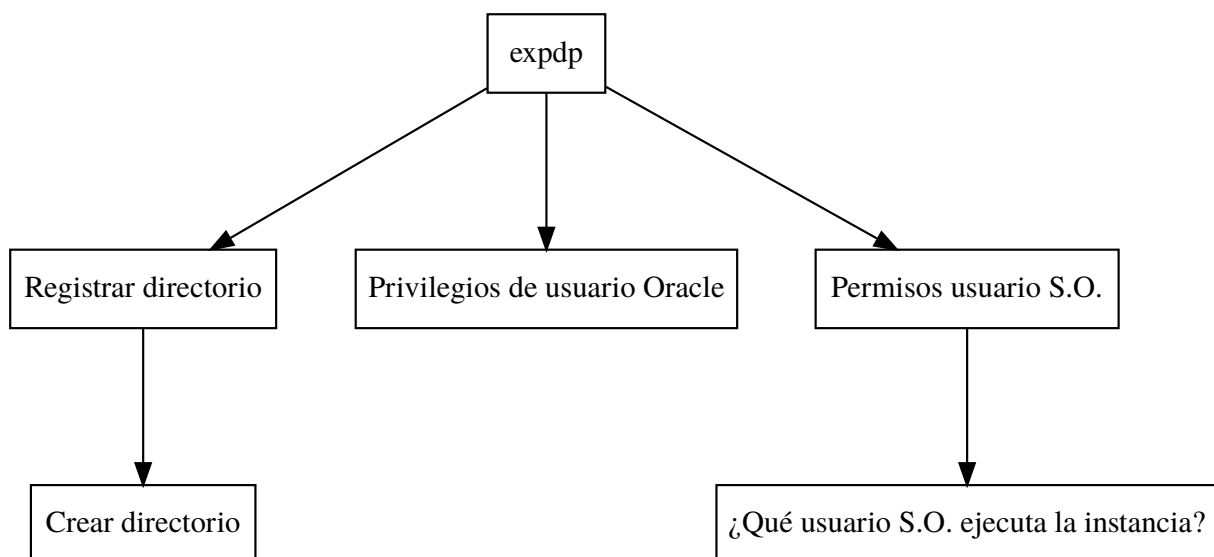 expdp
Registrar directorio
Privilegios de usuario Oracle
Permisos usuario S.O.
Crear directorio
¿Qué usuario S.O. ejecuta la instancia?